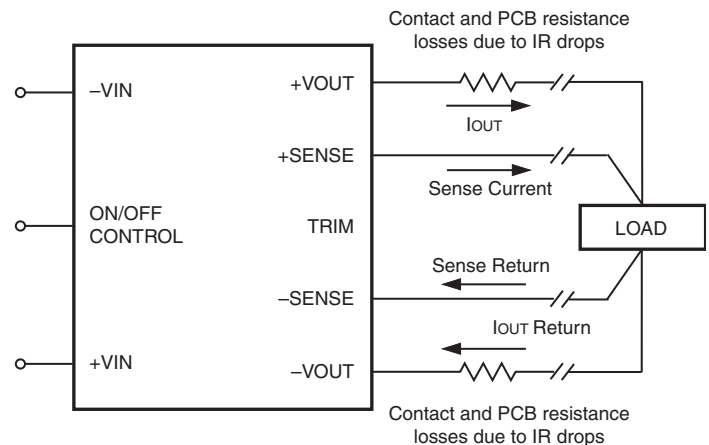 Contact and PCB resistance
losses due to IR drops
–VIN
+VOUT
IOUT
+SENSE
Sense Current
ON/OFF
CONTROL
TRIM
LOAD
Sense Return
–SENSE
IOUT Return
+VIN
–VOUT
Contact and PCB resistance
losses due to IR drops